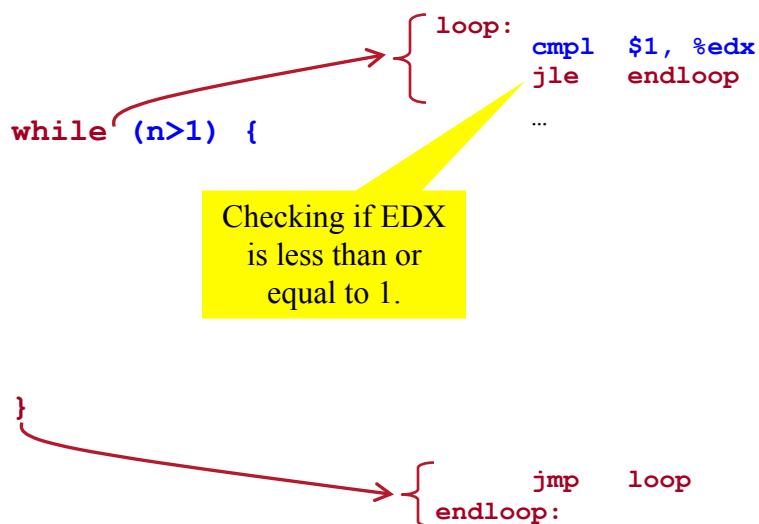 loop:
cmpl $1, %edx
jle endloop
…
while (n>1) {
Checking if EDX
is less than or
equal to 1.
}
jmp loop
endloop: